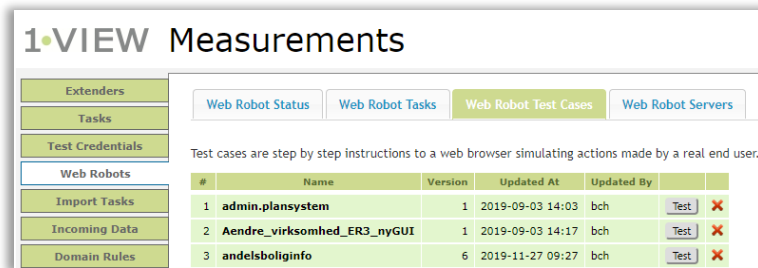 1•VIEW Measurements
Extenders
Tasks
Test Credentials
Web Robots
Import Tasks
Incoming Data
Domain Rules
Web Robot Status Web Robot Tasks Web Robot Test Cases Web Robot Servers
Test cases are step by step instructions to a web browser simulating actions made by a real end user.
# Name Version Updated At Updated By
1 admin.plansystem 1 2019-09-03 14:03 bch Test
2 Aendre_virksomhed_ER3_nyGUI 1 2019-09-03 14:17 bch Test
3 andelsboliginfo 6 2019-11-27 09:27 bch Test